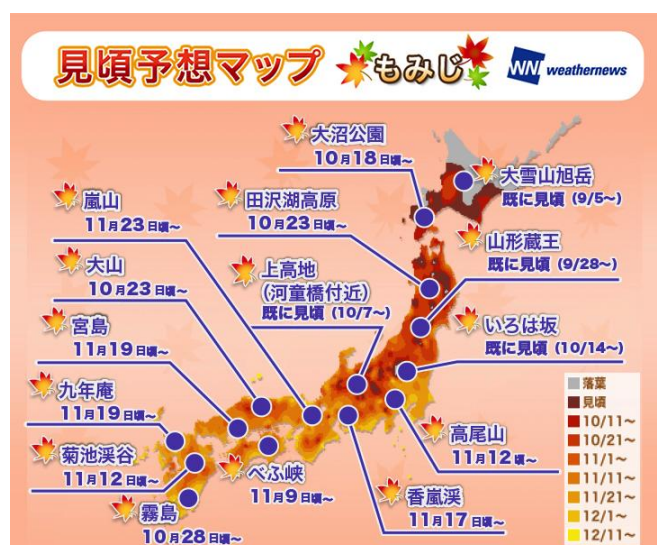 見頃予想マップ もみじ WN weathernews
大沼公園
10月18日頃～
大雪山旭岳
既に見頃 (9/5～)
嵐山
11月23日頃～
田沢湖高原
10月23日頃～
山形蔵王
既に見頃 (9/28～)
大山
10月23日頃～
上高地
(河童橋付近)
既に見頃 (10/7～)
宮島
11月19日頃～
いろは坂
既に見頃 (10/14～)
九年庵
11月19日頃～
高尾山
11月12日頃～
菊池渓谷
11月12日頃～
べふ峡
11月9日頃～
香嵐渓
11月17日頃～
霧島
10月28日頃～
落葉
見頃
10/11～
10/21～
11/1～
11/11～
11/21～
12/1～
12/11～